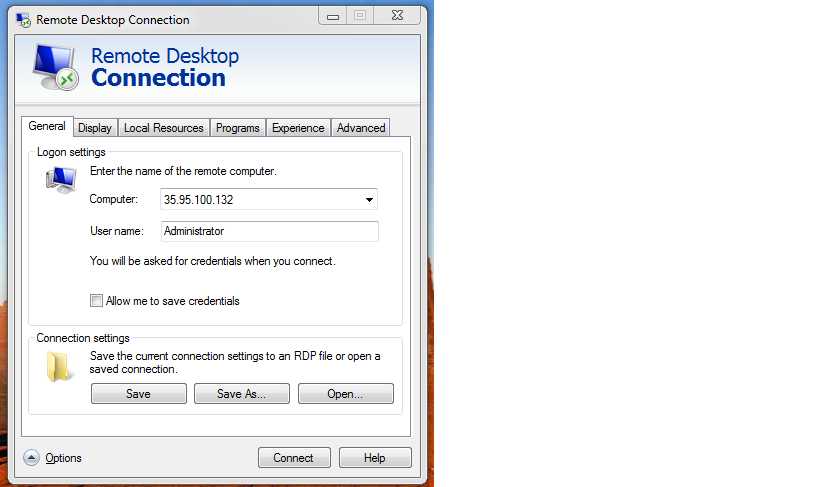 Remote Desktop Connection
Remote Desktop
Connection
General Display Local Resources Programs Experience Advanced
Logon settings
Enter the name of the remote computer.
Computer: 35.95.100.132
User name: Administrator
You will be asked for credentials when you connect.
Allow me to save credentials
Connection settings
Save the current connection settings to an RDP file or open a
saved connection.
Save Save As... Open...
Options Connect Help